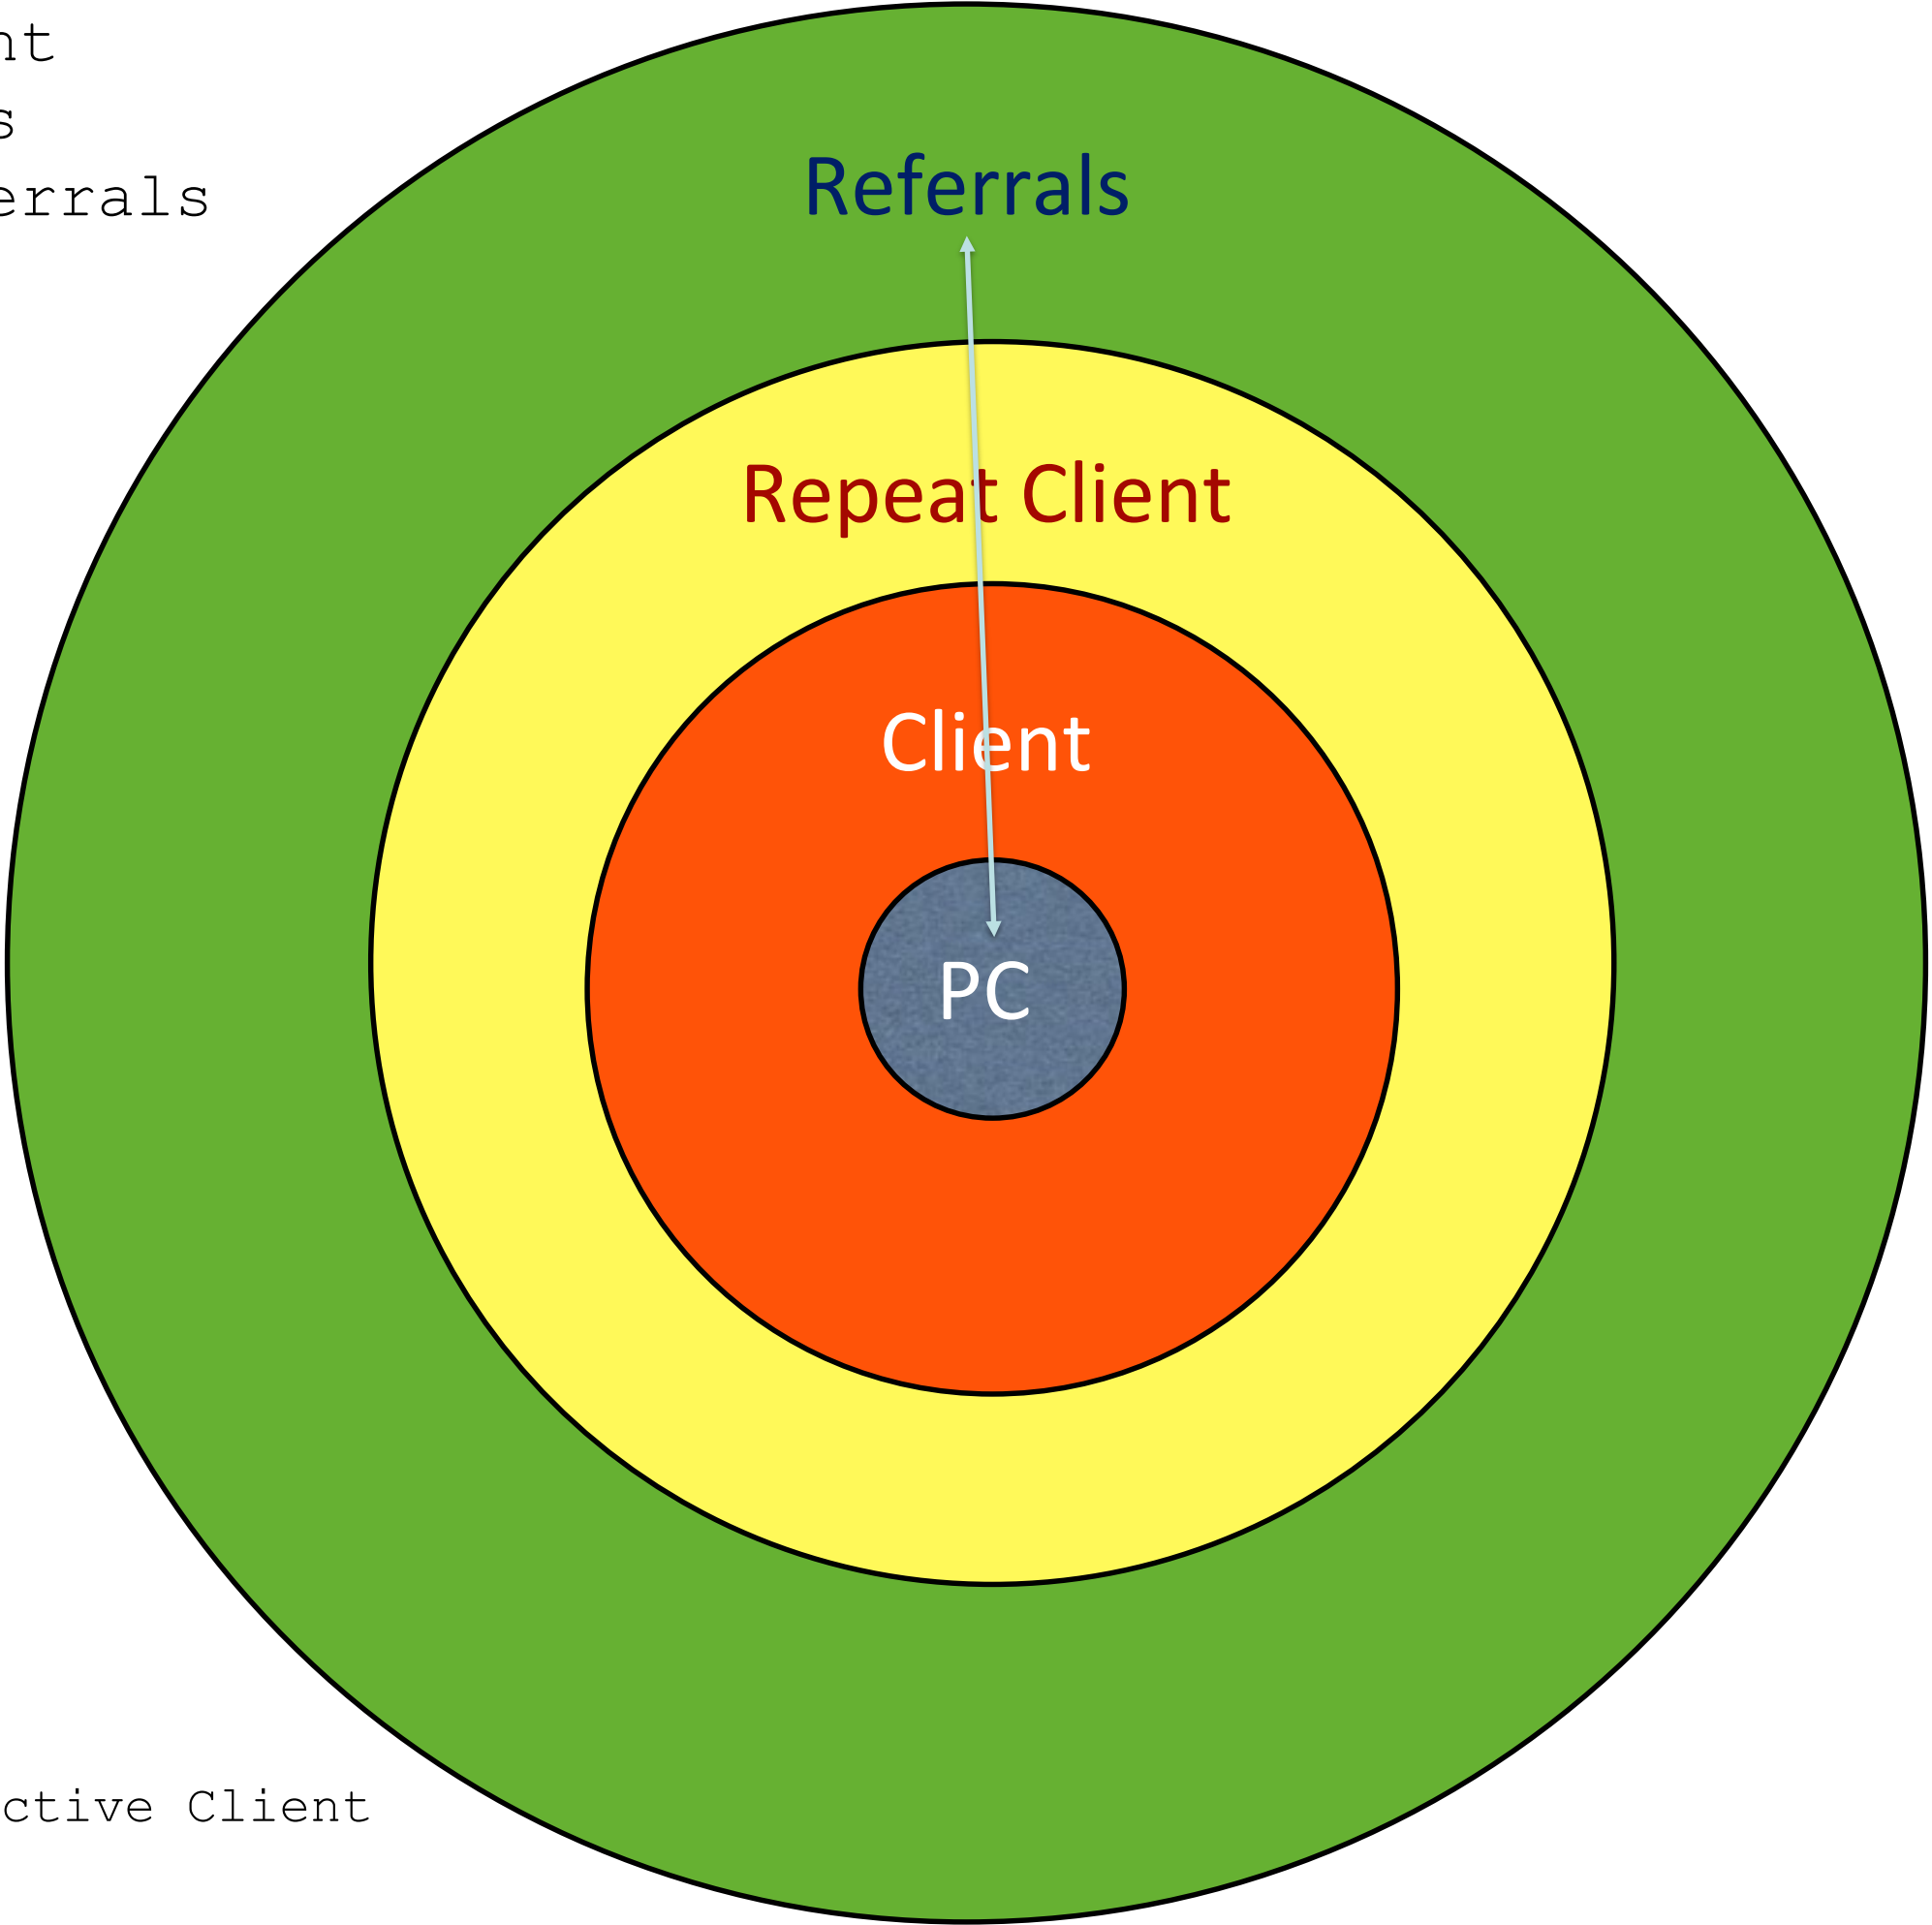 nt
s
errals
Referrals
Repeat Client
Client
PC
ctive Client